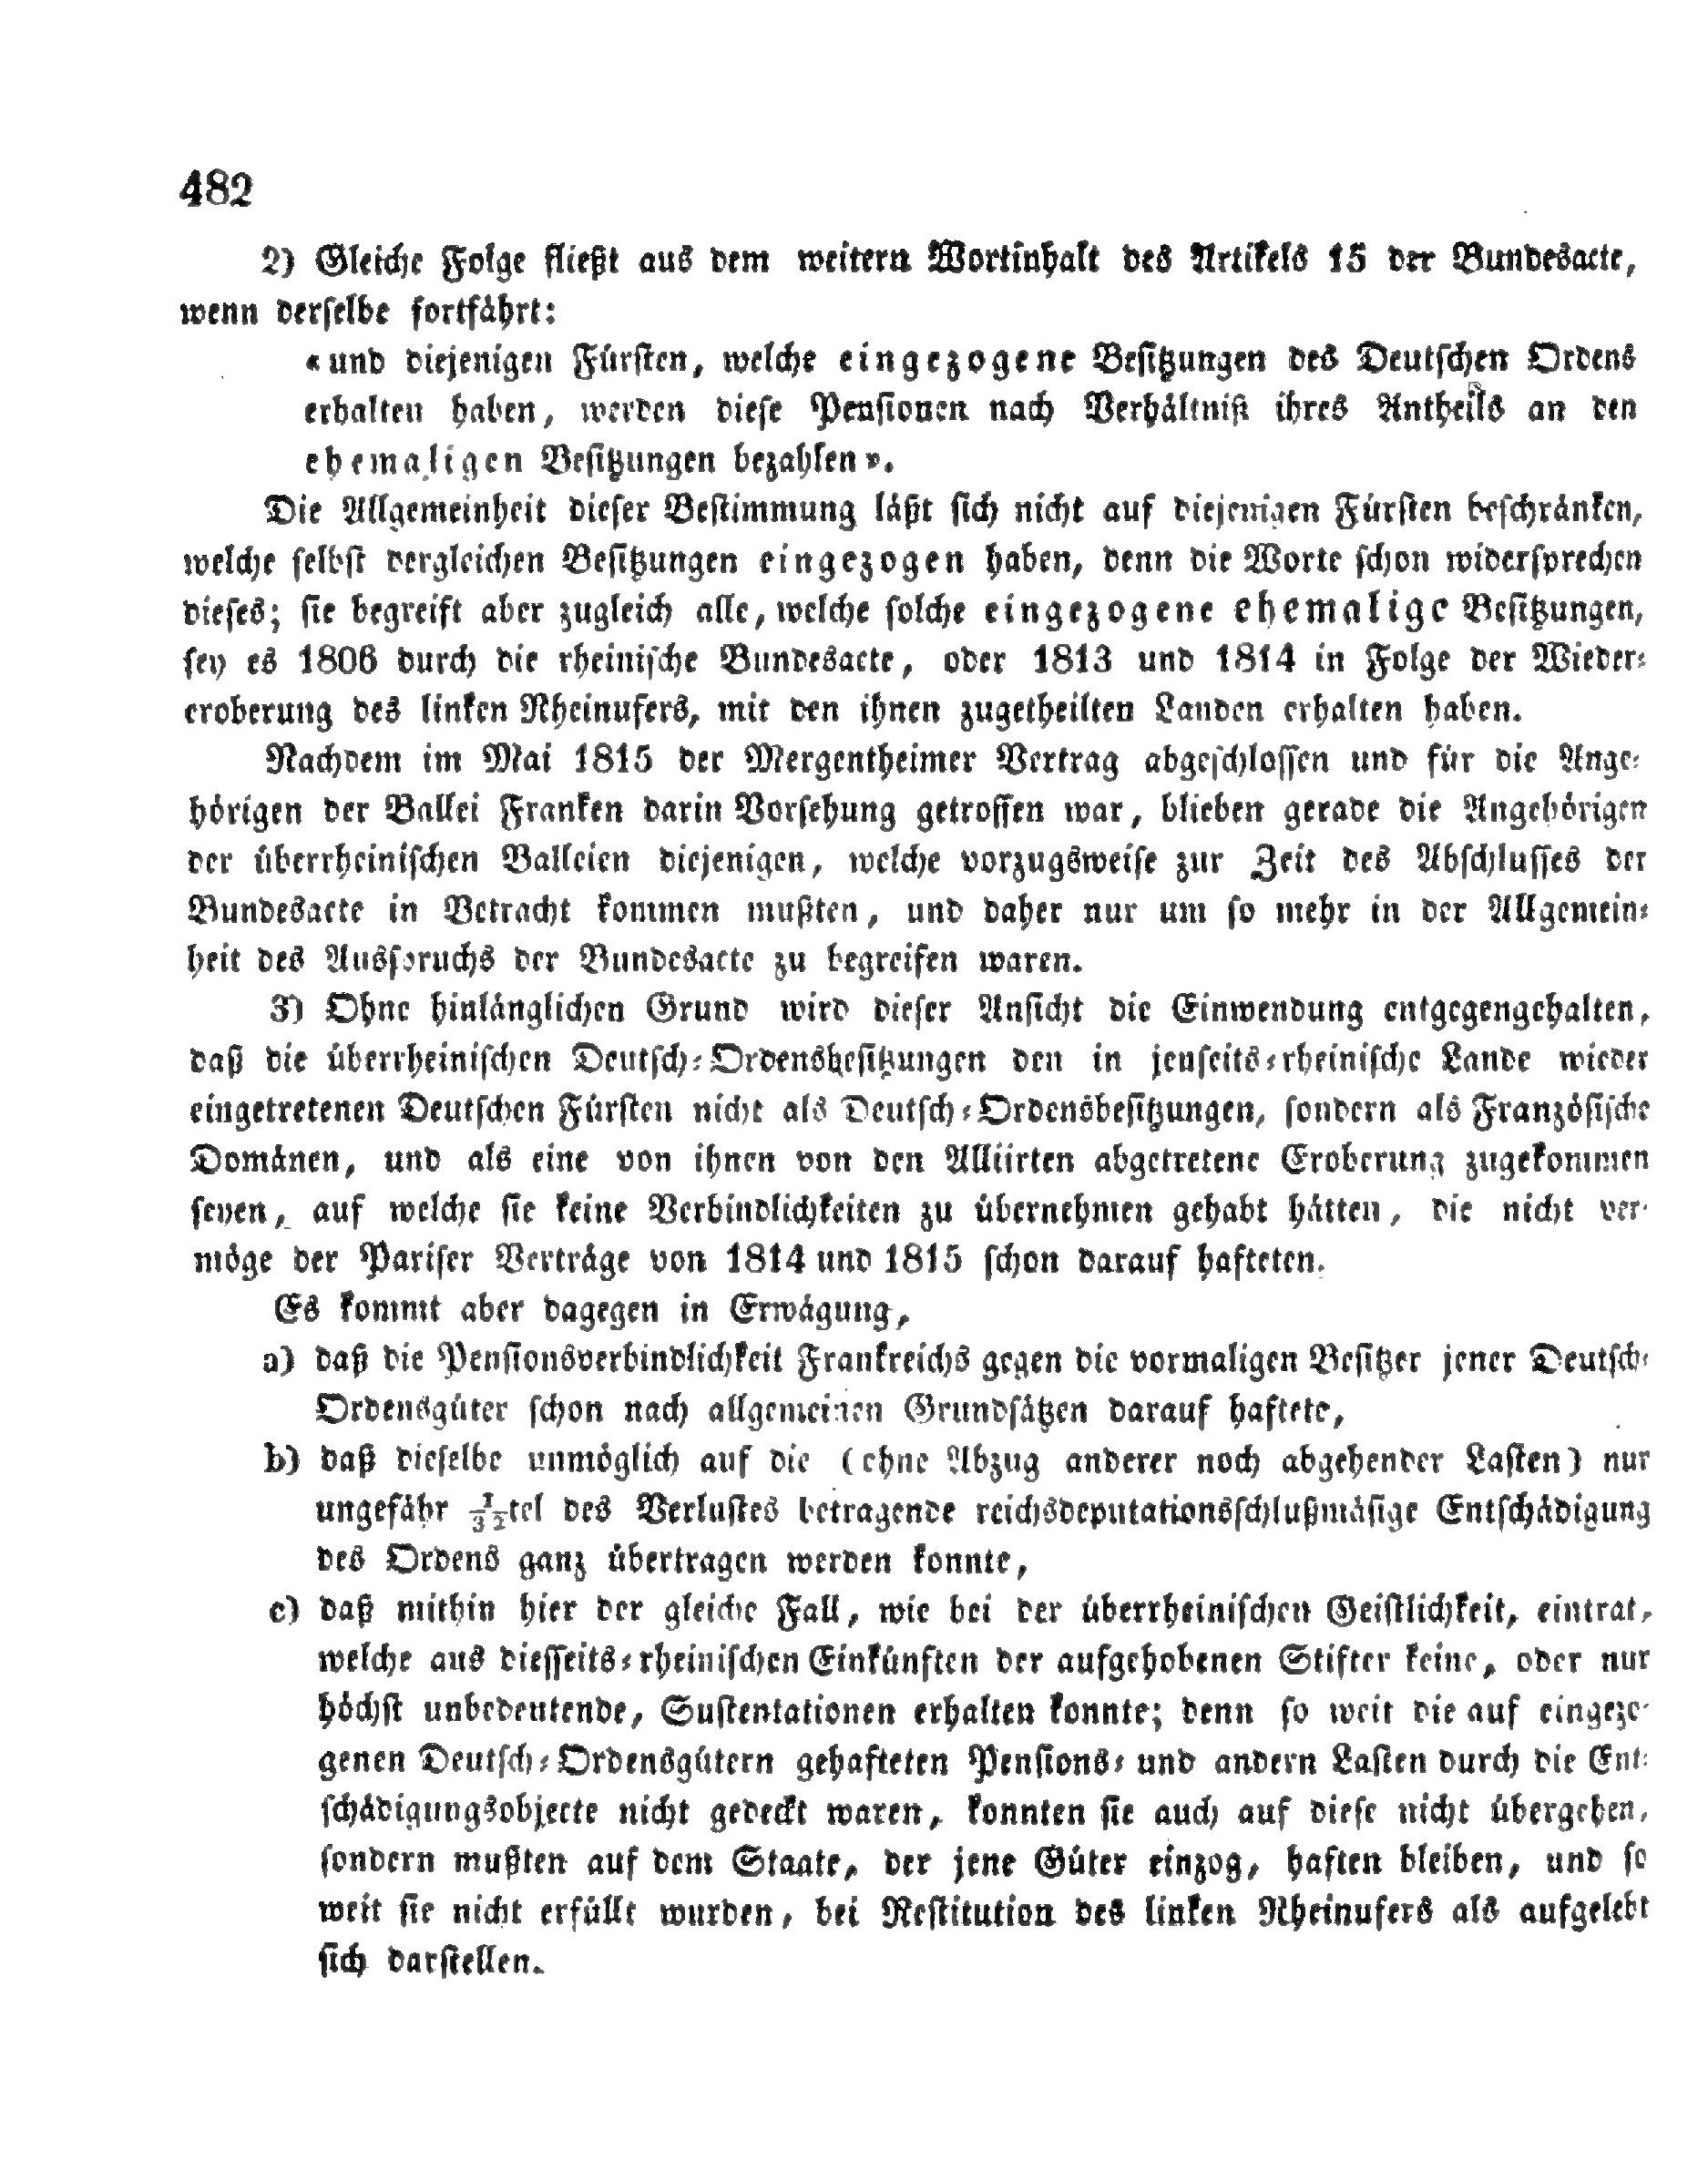 482
2) Gleiche Folge fließt aus dem weitern Wortinhalt des Artikels 15 der Bundesacte,
wenn derselbe fortfährt:
«und diejenigen Fürsten, welche eingezogene Besitzungen des Deutschen Ordens
erhalten haben, werden diese Pensionen nach Verhältniß ihres Antheils an den
ehemaligen Besitzungen bezahlen».
Die Allgemeinheit dieser Bestimmung läßt sich nicht auf diejenigen Fürsten beschränken,
welche selbst dergleichen Besitzungen eingezogen haben, denn die Worte schon widersprechen
dieses; sie begreift aber zugleich alle, welche solche eingezogene ehemalige Besitzungen,
sey es 1806 durch die rheinische Bundesacte, oder 1813 und 1814 in Folge der Wieder-
eroberung des linken Rheinufers, mit den ihnen zugetheilten Landen erhalten haben.
Nachdem im Mai 1815 der Mergentheimer Vertrag abgeschlossen und für die Ange-
hörigen der Ballei Franken darin Vorsehung getroffen war, blieben gerade die Angehörigen
der überrheinischen Balleien diejenigen, welche vorzugsweise zur Zeit des Abschlusses der
Bundesacte in Betracht kommen mußten, und daher nur um so mehr in der Allgemein-
heit des Ausspruchs der Bundesacte zu begreifen waren.
3) Ohne hinlänglichen Grund wird dieser Ansicht die Einwendung entgegengehalten,
daß die überrheinischen Deutsch-Ordensbesitzungen den in jenseits-rheinische Lande wieder
eingetretenen Deutschen Fürsten nicht als Deutsch-Ordensbesitzungen, sondern als Französische
Domänen, und als eine von ihnen von den Alliirten abgetretene Eroberung zugekommen
seyen, auf welche sie keine Verbindlichkeiten zu übernehmen gehabt hätten, die nicht ver-
möge der Pariser Verträge von 1814 und 1815 schon darauf hafteten.
Es kommt aber dagegen in Erwägung,
a) daß die Pensionsverbindlichkeit Frankreichs gegen die vormaligen Besitzer jener Deutsch-
Ordensgüter schon nach allgemeinen Grundsätzen darauf haftete,
b) daß dieselbe unmöglich auf die (ohne Abzug anderer noch abgehender Lasten) nur
ungefähr 1/32tel des Verlustes betragende reichsdeputationsschlußmäsige Entschädigung
des Ordens ganz übertragen werden konnte,
c) daß mithin hier der gleiche Fall, wie bei der überrheinischen Geistlichkeit, eintrat,
welche aus diesseits-rheinischen Einkünften der aufgehobenen Stifter keine, oder nur
höchst unbedeutende, Sustentationen erhalten konnte; denn so weit die auf eingezo-
genen Deutsch-Ordensgütern gehafteten Pensions- und andern Lasten durch die Ent-
schädigungsobjecte nicht gedeckt waren, konnten sie auch auf diese nicht übergehen,
sondern mußten auf dem Staate, der jene Güter einzog, haften bleiben, und so
weit sie nicht erfüllt wurden, bei Restitution des linken Rheinufers als aufgelebt
sich darstellen.